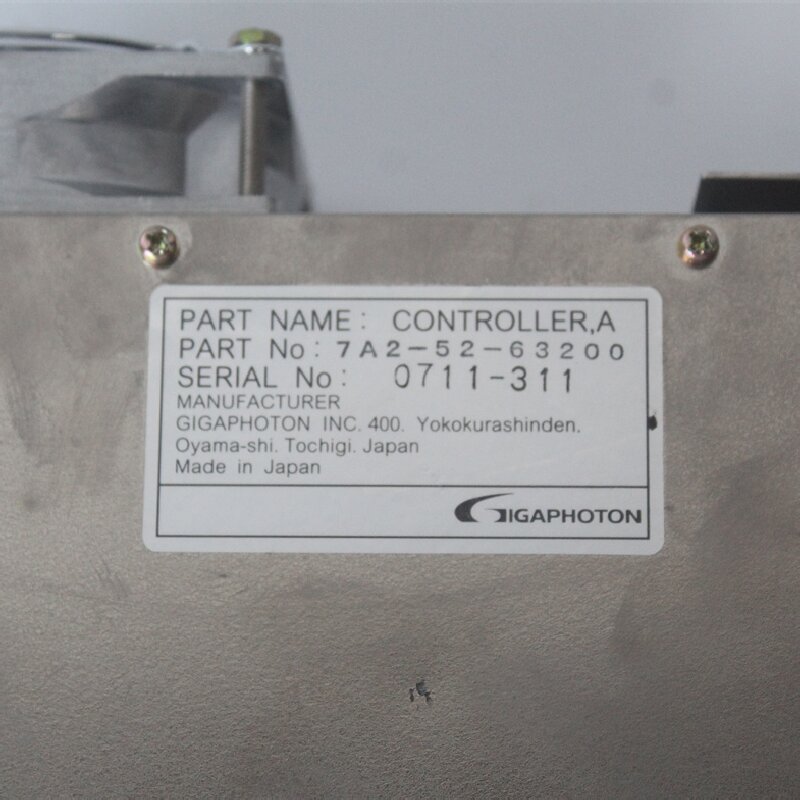 PART NAME: CONTROLLER,A
PART No: 7A2-52-63200
SERIAL No: 0711-311
MANUFACTURER
GIGAPHOTON INC. 400. Yokokurashinden.
Oyama-shi. Tochigi. Japan
Made in Japan
GIGAPHOTON